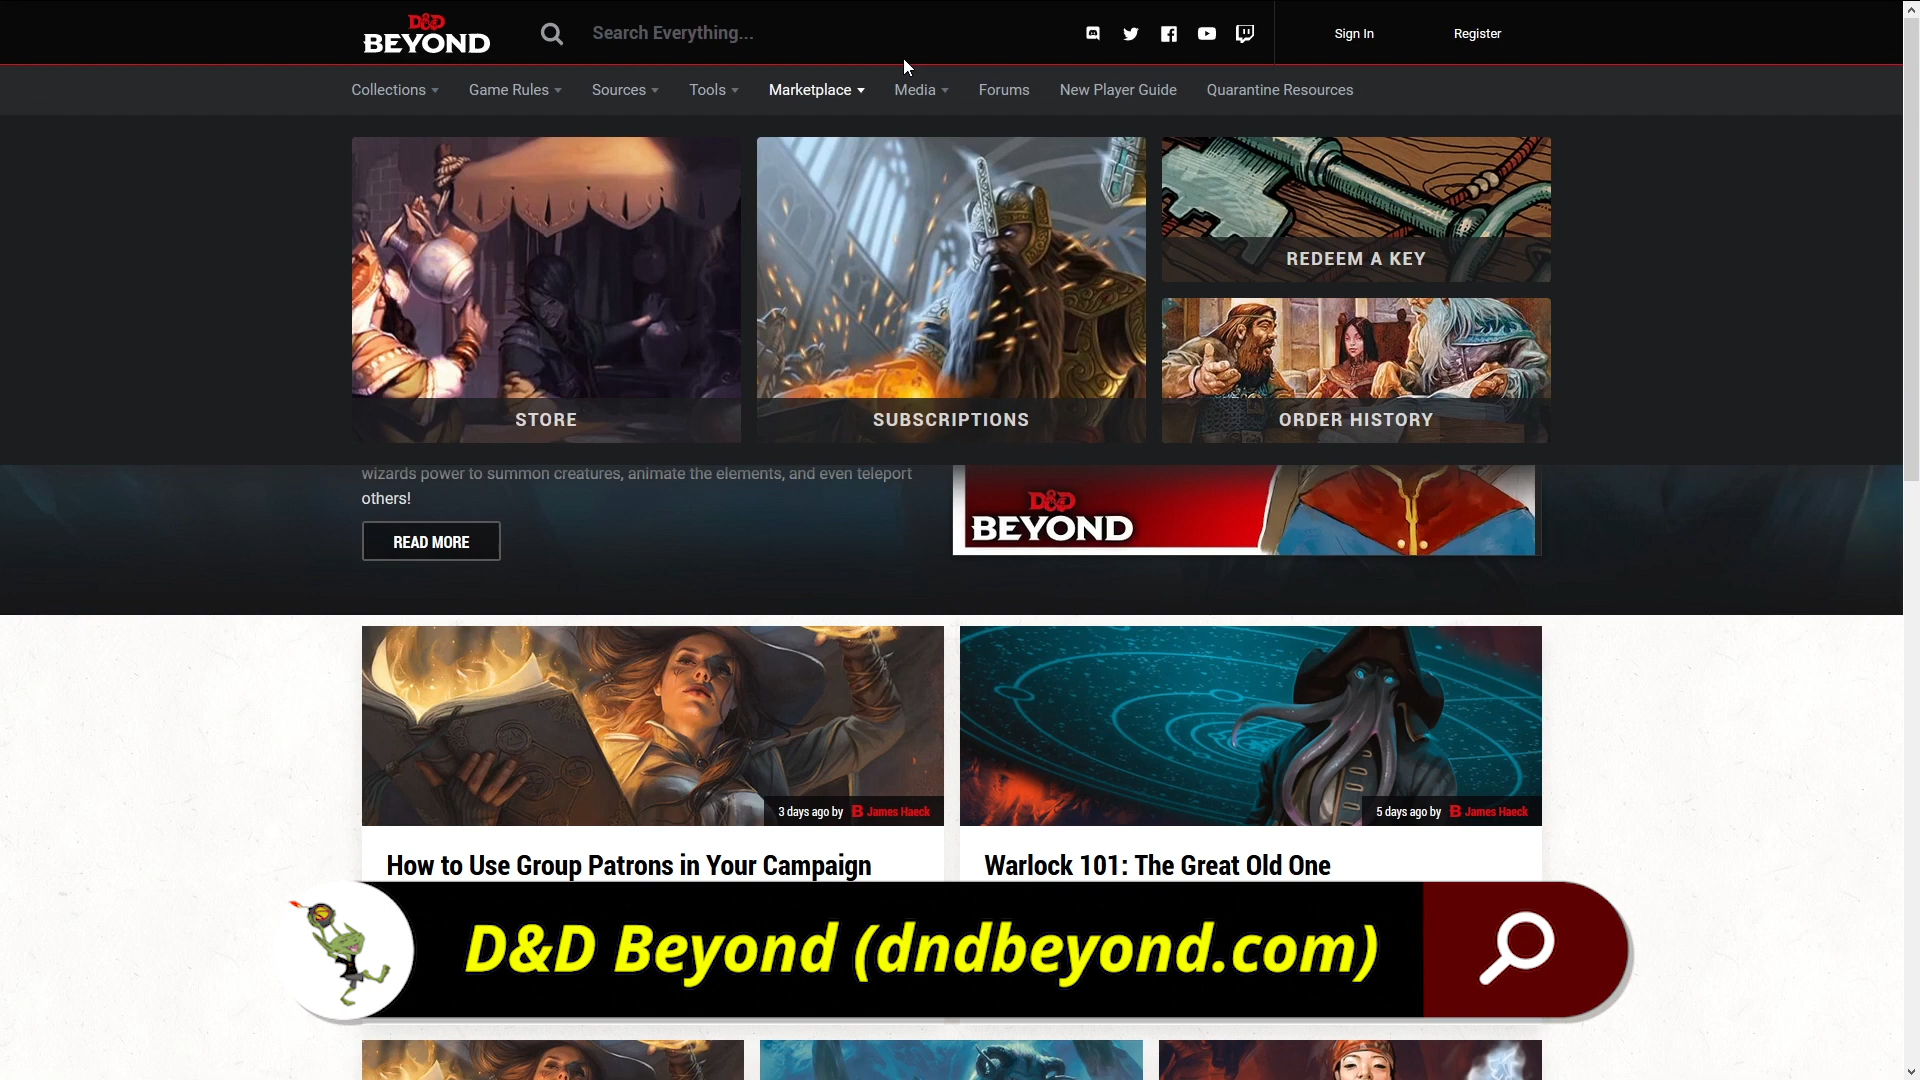 D&D
BEYOND
Search Everything...
Sign In
Register
Collections
Game Rules
Sources
Tools
Marketplace
Media
Forums
New Player Guide
Quarantine Resources
STORE
SUBSCRIPTIONS
REDEEM A KEY
ORDER HISTORY
wizards power to summon creatures, animate the elements, and even teleport
others!
READ MORE
D&D
BEYOND
3 days ago by B James Haeck
5 days ago by B James Haeck
How to Use Group Patrons in Your Campaign
Warlock 101: The Great Old One
D&D Beyond (dndbeyond.com)